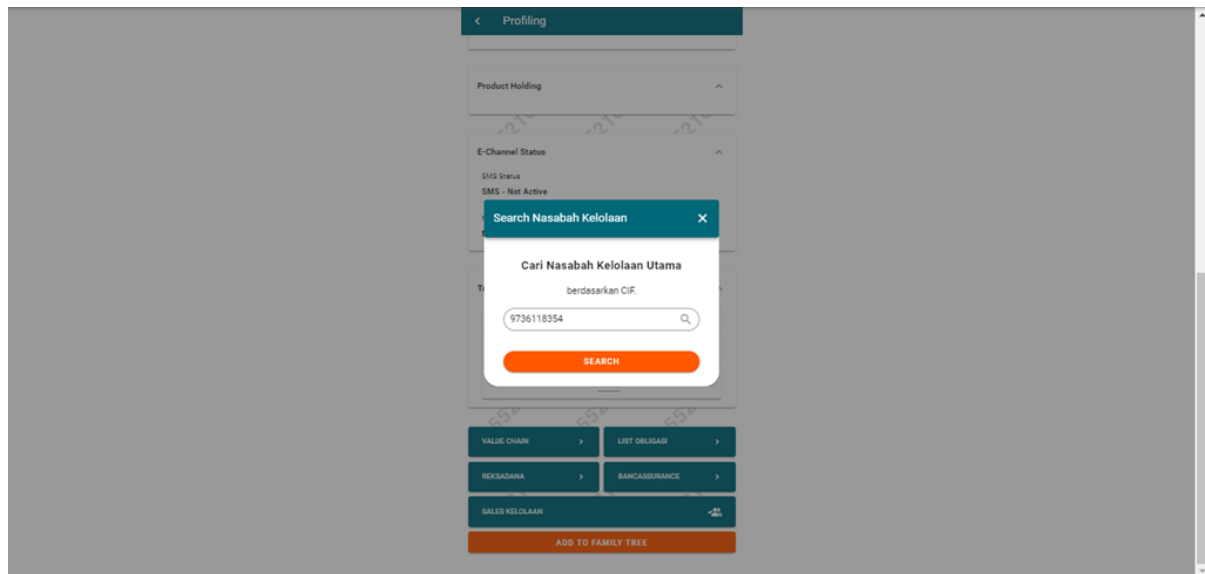 Profiling
Product Holding
E-Channel Status
SMS Status
SMS - Not Active
Search Nasabah Kelolaan
Cari Nasabah Kelolaan Utama
berdasarkan CIF.
9736118354
SEARCH
VALUE CHAIN
LIST OBLIGASI
REKSADANA
BANCASSURANCE
SALES KELOLAAN
ADD TO FAMILY TREE